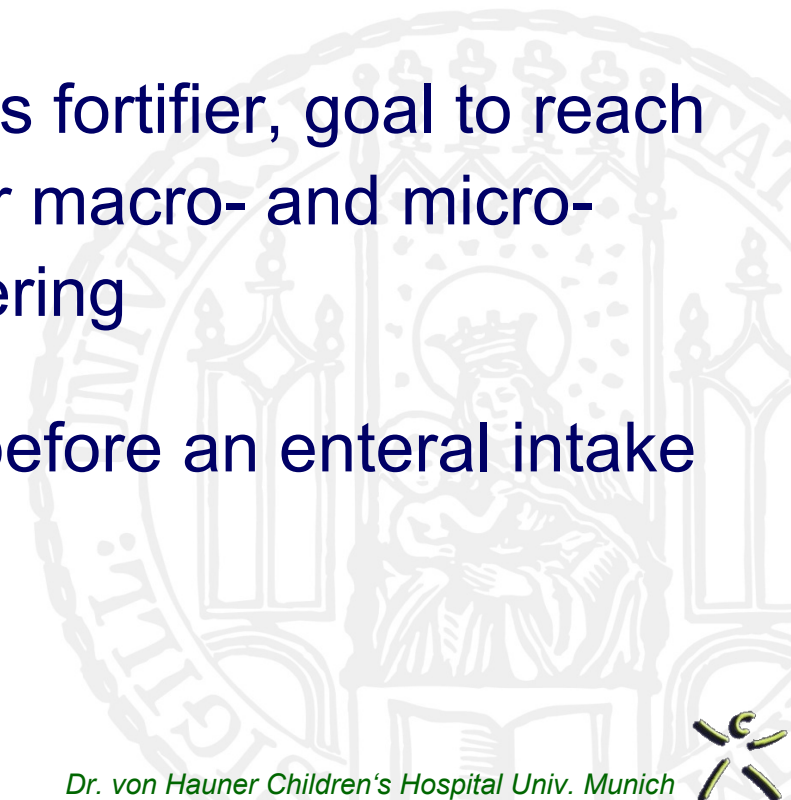 s fortifier, goal to reach
r macro- and micro-
ering
before an enteral intake
Dr. von Hauner Children‘s Hospital Univ. Munich